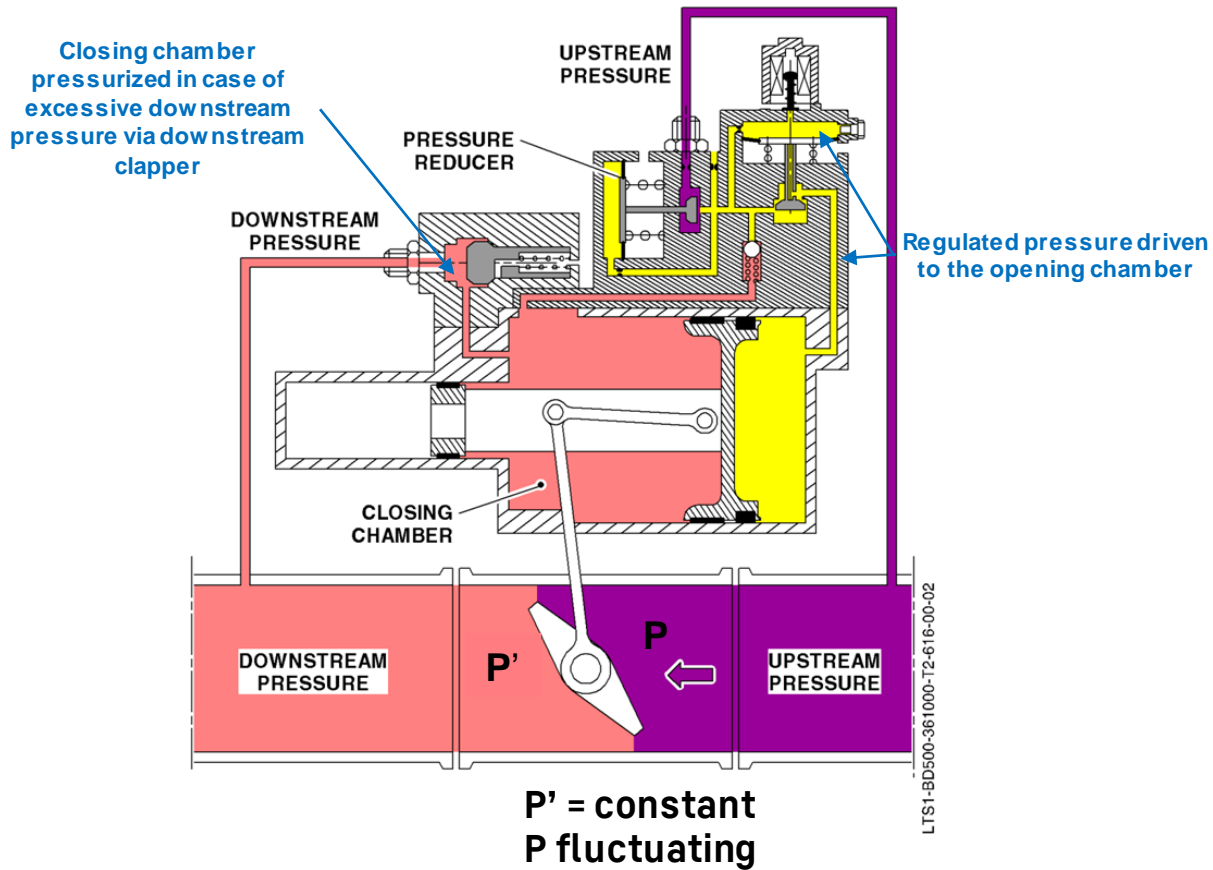 Closing chamber
pressurized in case of
excessive downstream
pressure via downstream
clapper
UPSTREAM
PRESSURE
PRESSURE
REDUCER
DOWNSTREAM
PRESSURE
Regulated pressure driven
to the opening chamber
CLOSING
CHAMBER
DOWNSTREAM
PRESSURE
P'
P
UPSTREAM
PRESSURE
LTS1-BD500-361000-T2-616-00-02
P' = constant
P fluctuating